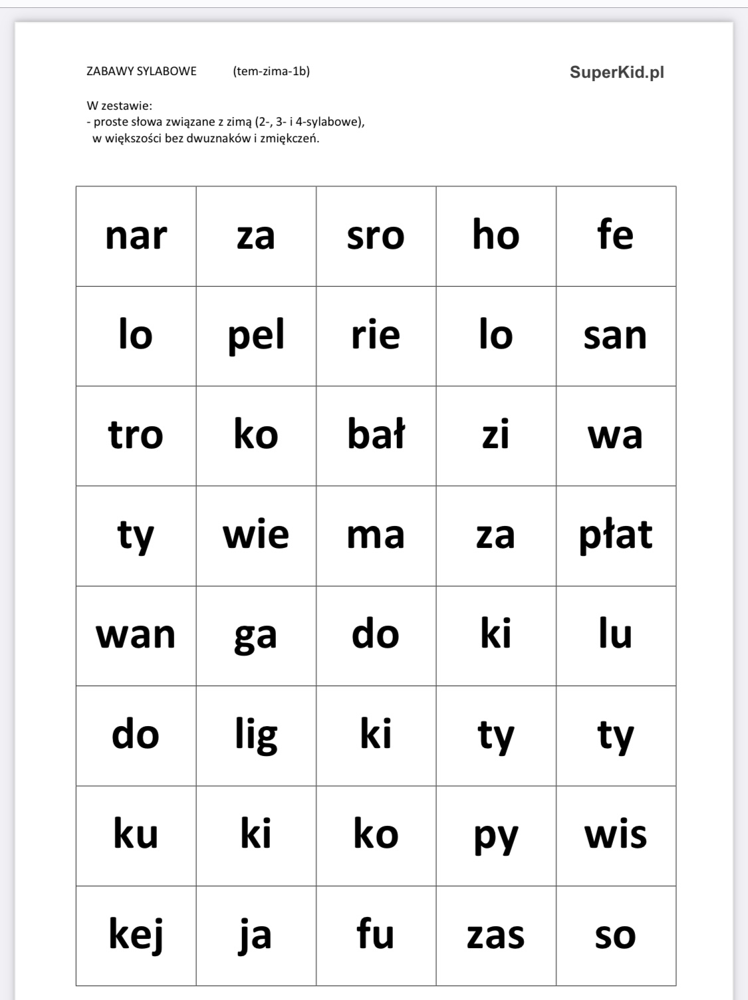 ZABAWY SYLABOWE (tem-zima-1b) SuperKid.pl
W zestawie:
- proste słowa związane z zimą (2-, 3- i 4-sylabowe),
w większości bez dwuznaków i zmiękczeń.
nar za sro ho fe
lo pel rie lo san
tro ko bał zi wa
ty wie ma za płat
wan ga do ki lu
do lig ki ty ty
ku ki ko py wis
kej ja fu zas so